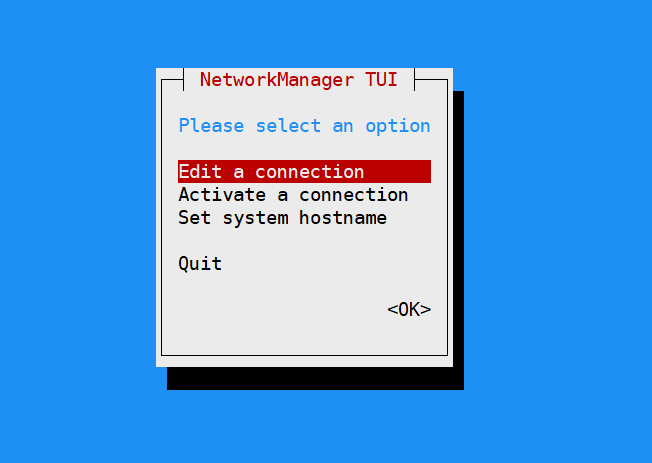 NetworkManager TUI
Please select an option
Edit a connection
Activate a connection
Set system hostname
Quit
<OK>